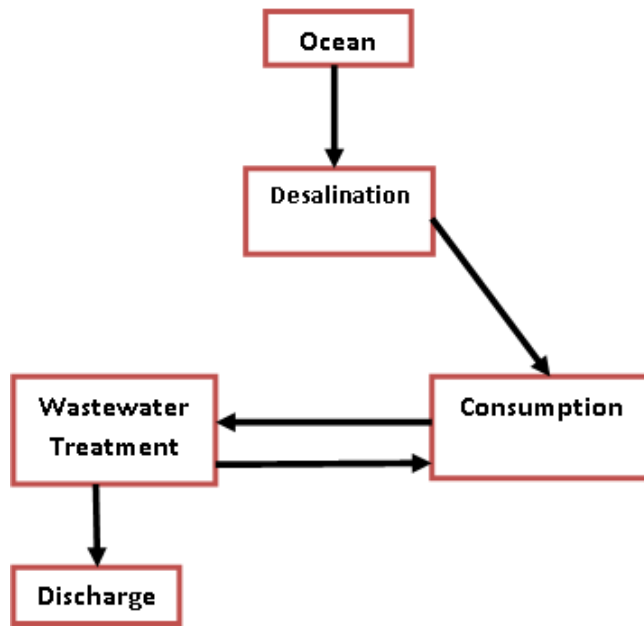 Ocean
Desalination
Wastewater
Treatment
Consumption
Discharge